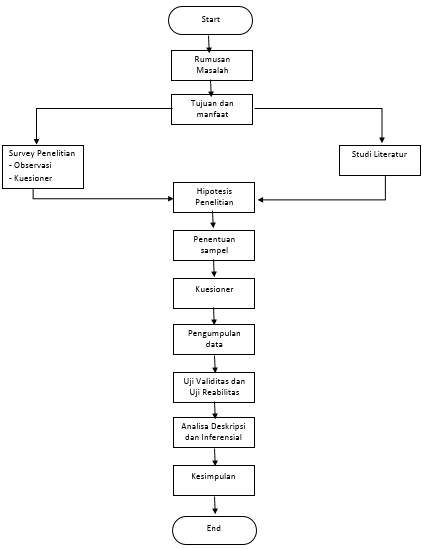 Start
Rumusan
Masalah
Tujuan dan
manfaat
Survey Penelitian
- Observasi
- Kuesioner
Studi Literatur
Hipotesis
Penelitian
Penentuan
sampel
Kuesioner
Pengumpulan
data
Uji Validitas dan
Uji Reabilitas
Analisa Deskripsi
dan Inferensial
Kesimpulan
End